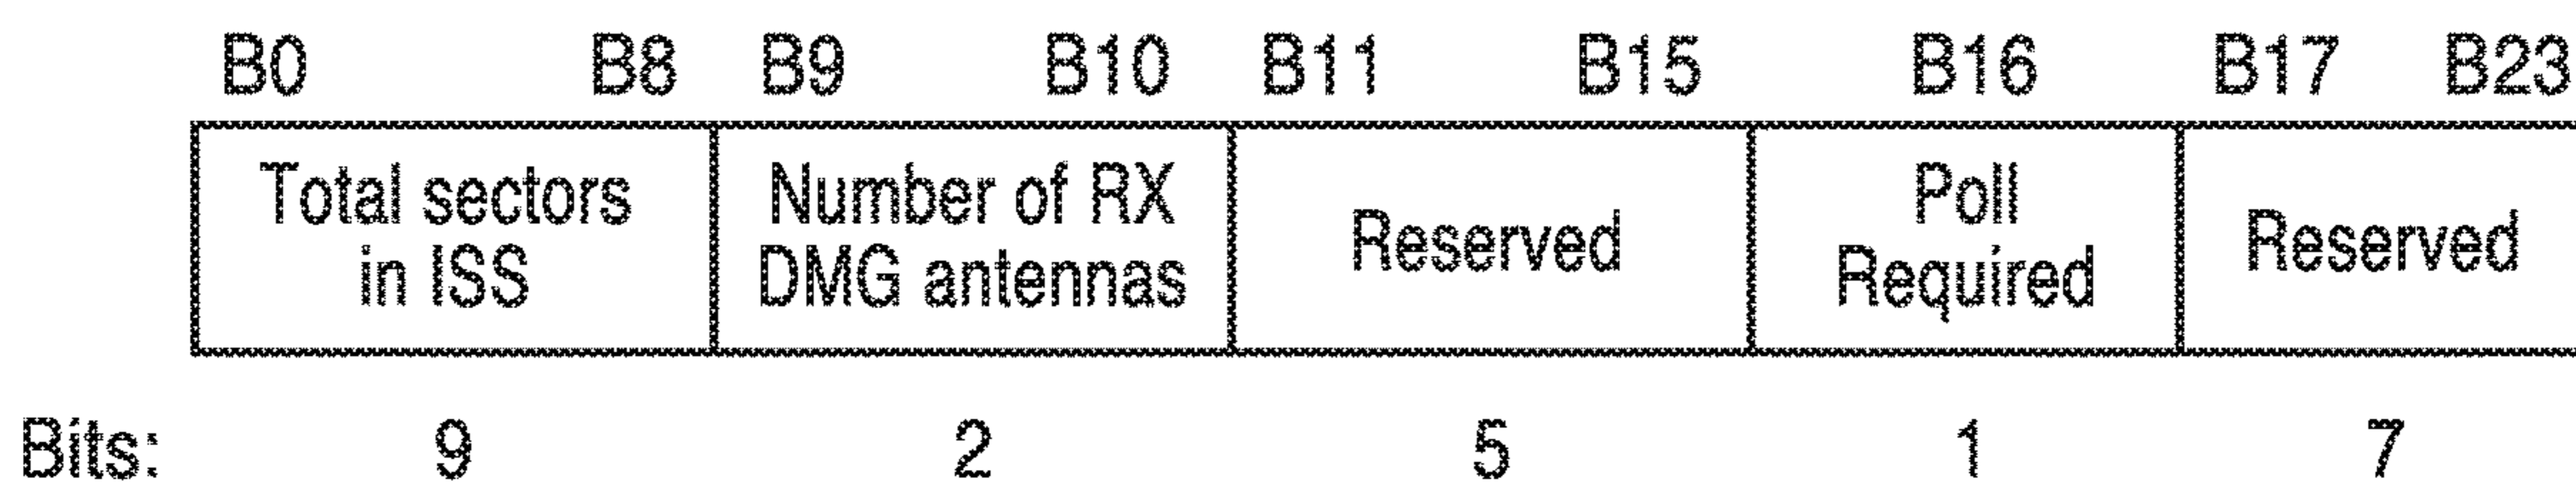 B0 B8 B9 B10 B11 B15 B16 B17 B23
Total sectors in ISS
Number of RX DMG antennas
Reserved
Poll Required
Reserved
Bits: 9 2 5 1 7